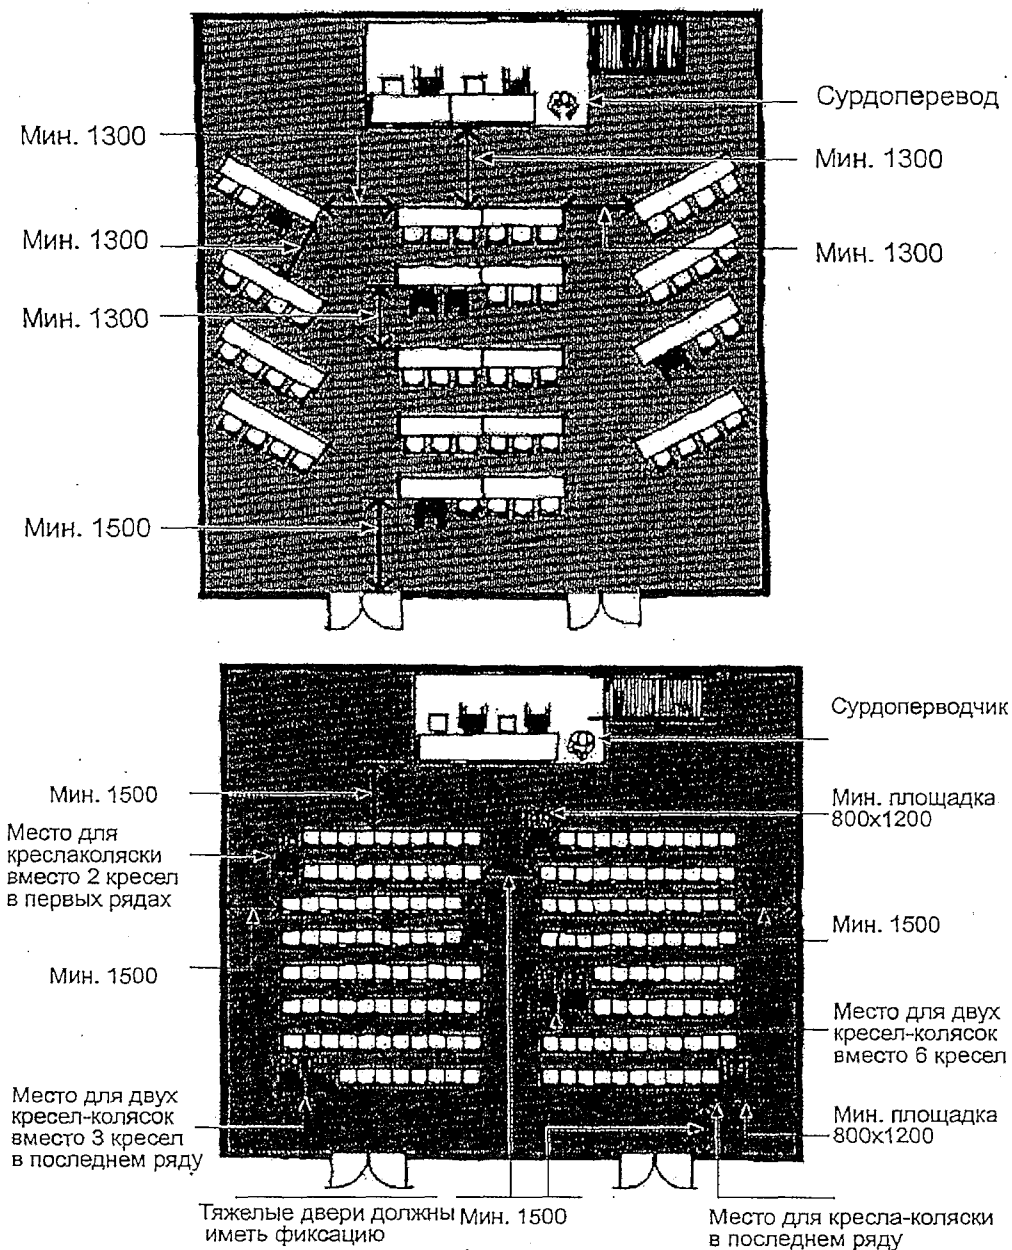 Сурдоперевод
Мин. 1300
Мин. 1300
Мин. 1300
Мин. 1300
Мин. 1300
Мин. 1500
Сурдоперводчик
Мин. 1500
Мин. площадка
800х1200
Место для
креслаколяски
вместо 2 кресел
в первых рядах
Мин. 1500
Мин. 1500
Место для двух
кресел-колясок
вместо 6 кресел
Место для двух
кресел-колясок
вместо 3 кресел
в последнем ряду
Мин. площадка
800х1200
Тяжелые двери должны
иметь фиксацию
Мин. 1500
Место для кресла-коляски
в последнем ряду